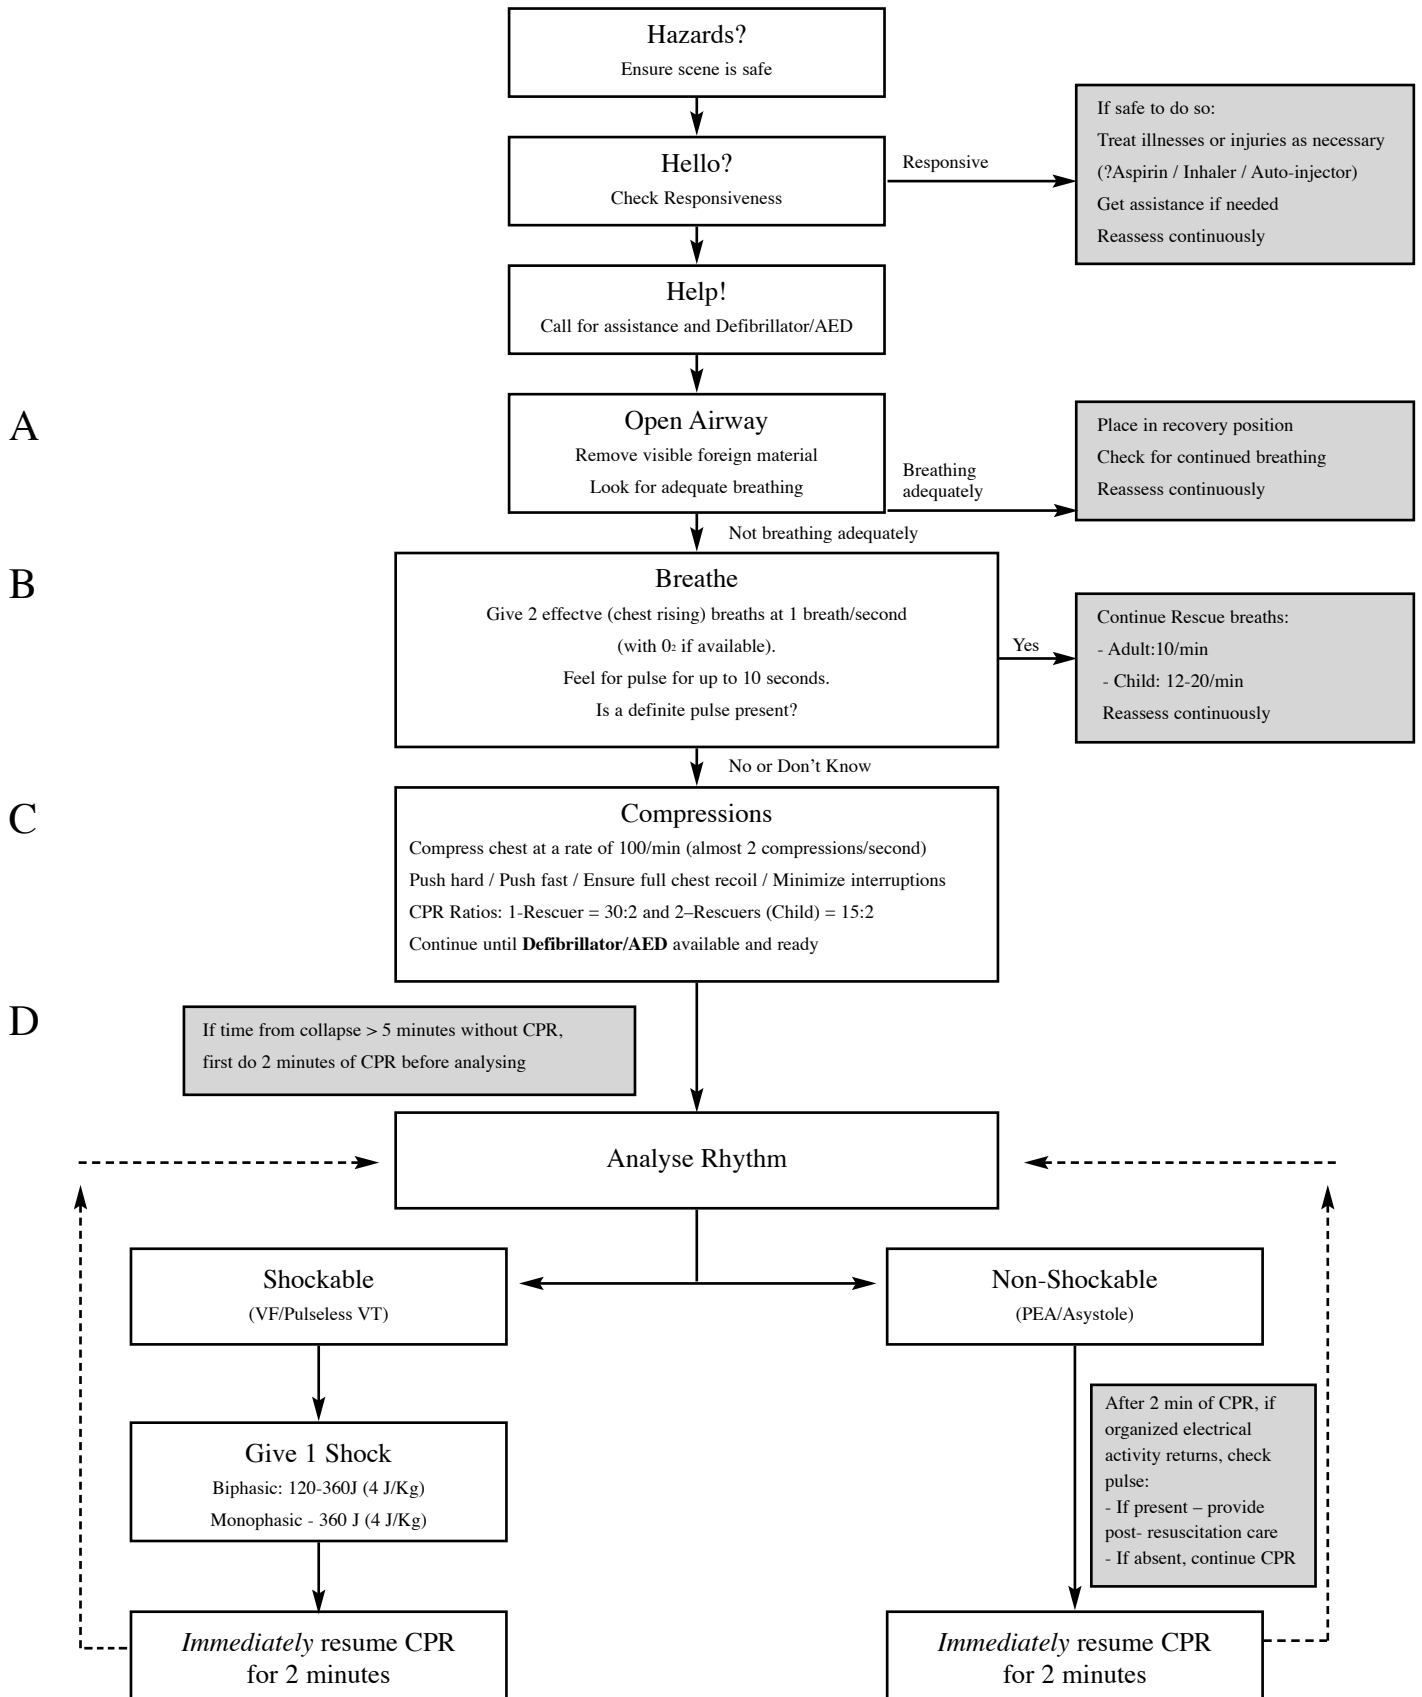 Hazards?
Ensure scene is safe
Hello?
Check Responsiveness
Responsive
If safe to do so:
Treat illnesses or injuries as necessary
(?Aspirin / Inhaler / Auto-injector)
Get assistance if needed
Reassess continuously
Help!
Call for assistance and Defibrillator/AED
A
Open Airway
Remove visible foreign material
Look for adequate breathing
Breathing
adequately
Place in recovery position
Check for continued breathing
Reassess continuously
Not breathing adequately
B
Breathe
Give 2 effectve (chest rising) breaths at 1 breath/second
(with 0₂ if available).
Feel for pulse for up to 10 seconds.
Is a definite pulse present?
Yes
Continue Rescue breaths:
- Adult:10/min
- Child: 12-20/min
Reassess continuously
No or Don’t Know
C
Compressions
Compress chest at a rate of 100/min (almost 2 compressions/second)
Push hard / Push fast / Ensure full chest recoil / Minimize interruptions
CPR Ratios: 1-Rescuer = 30:2 and 2–Rescuers (Child) = 15:2
Continue until Defibrillator/AED available and ready
D
If time from collapse > 5 minutes without CPR,
first do 2 minutes of CPR before analysing
Analyse Rhythm
Shockable
(VF/Pulseless VT)
Non-Shockable
(PEA/Asystole)
Give 1 Shock
Biphasic: 120-360J (4 J/Kg)
Monophasic - 360 J (4 J/Kg)
After 2 min of CPR, if
organized electrical
activity returns, check
pulse:
- If present – provide
post- resuscitation care
- If absent, continue CPR
Immediately resume CPR
for 2 minutes
Immediately resume CPR
for 2 minutes